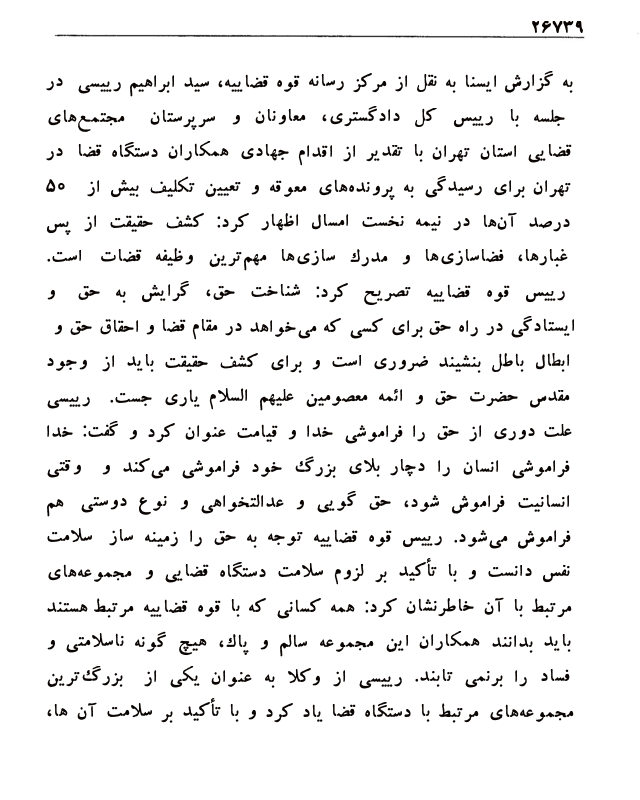 ۲۶۷۳۹
به گزارش ایسنا به نقل از مرکز رسانه قوه قضاییه، سید ابراهیم رییسی در
جلسه با رییس کل دادگستری، معاونان و سرپرستان مجتمع‌های
قضایی استان تهران با تقدیر از اقدام جهادی همکاران دستگاه قضا در
تهران برای رسیدگی به پرونده‌های معوقه و تعیین تکلیف بیش از ۵۰
درصد آن‌ها در نیمه نخست امسال اظهار کرد: کشف حقیقت از پس
غبارها، فضاسازی‌ها و مدرك سازی‌ها مهم‌ترین وظیفه قضات است.
رییس قوه قضاییه تصریح کرد: شناخت حق، گرایش به حق و
ایستادگی در راه حق برای کسی که می‌خواهد در مقام قضا و احقاق حق و
ابطال باطل بنشیند ضروری است و برای کشف حقیقت باید از وجود
مقدس حضرت حق و ائمه معصومین علیهم السلام یاری جست. رییسی
علت دوری از حق را فراموشی خدا و قیامت عنوان کرد و گفت: خدا
فراموشی انسان را دچار بلای بزرگ خود فراموشی می‌کند و وقتی
انسانیت فراموش شود، حق گویی و عدالتخواهی و نوع دوستی هم
فراموش می‌شود. رییس قوه قضاییه توجه به حق را زمینه ساز سلامت
نفس دانست و با تأکید بر لزوم سلامت دستگاه قضایی و مجموعه‌های
مرتبط با آن خاطرنشان کرد: همه کسانی که با قوه قضاییه مرتبط هستند
باید بدانند همکاران این مجموعه سالم و پاك، هیچ گونه ناسلامتی و
فساد را برنمی تابند. رییسی از وکلا به عنوان یکی از بزرگ‌ترین
مجموعه‌های مرتبط با دستگاه قضا یاد کرد و با تأکید بر سلامت آن ها،